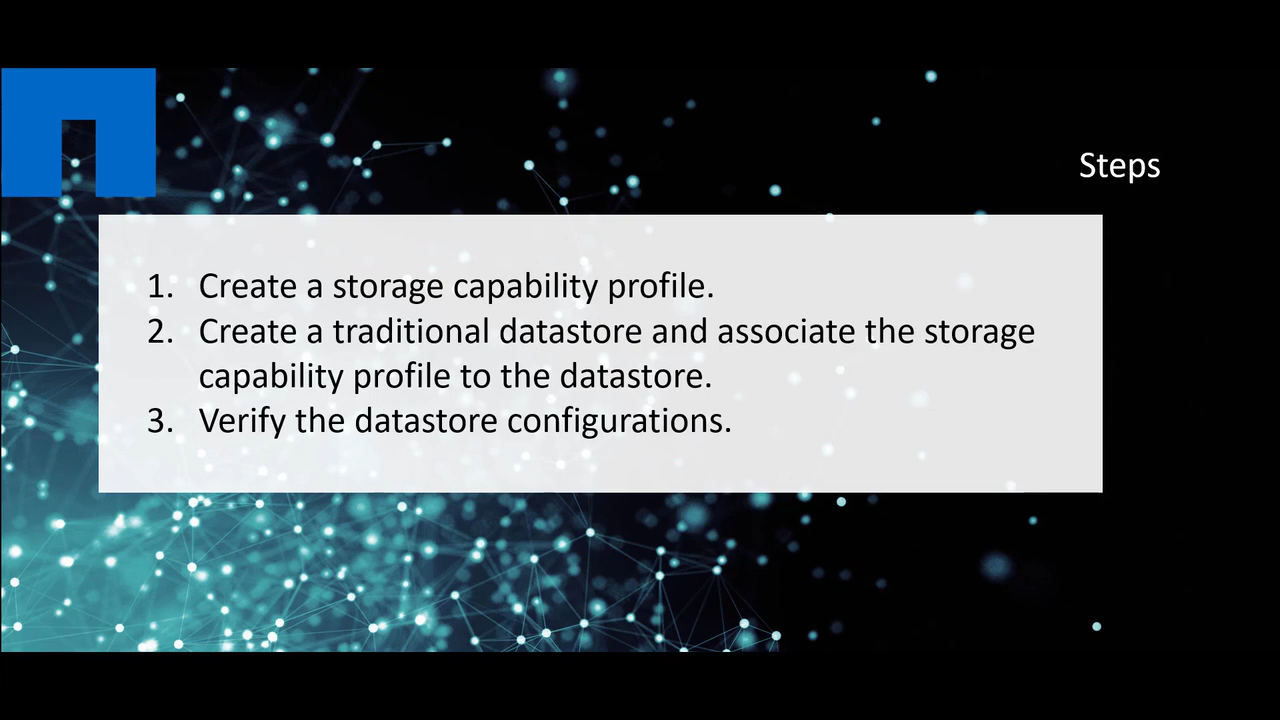 Steps
1. Create a storage capability profile.
2. Create a traditional datastore and associate the storage
capability profile to the datastore.
3. Verify the datastore configurations.